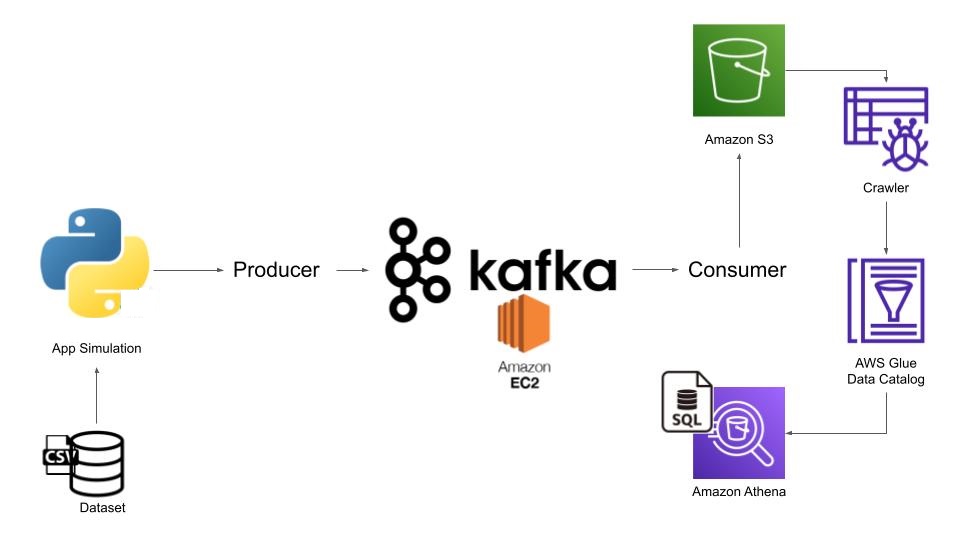 Amazon S3
Crawler
Producer
kafka
Consumer
Amazon
EC2
App Simulation
AWS Glue
Data Catalog
SQL
CSV
Amazon Athena
Dataset